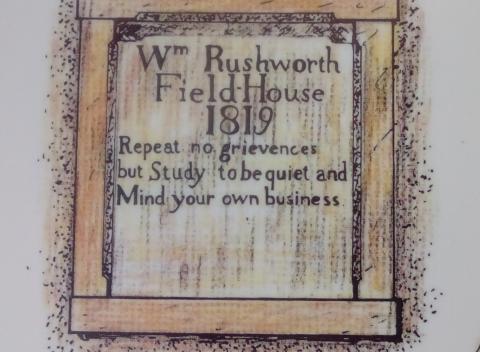 Wm Rushworth
Field-House
1819
Repeat no grievences
but Study to be quiet and
Mind your own business.